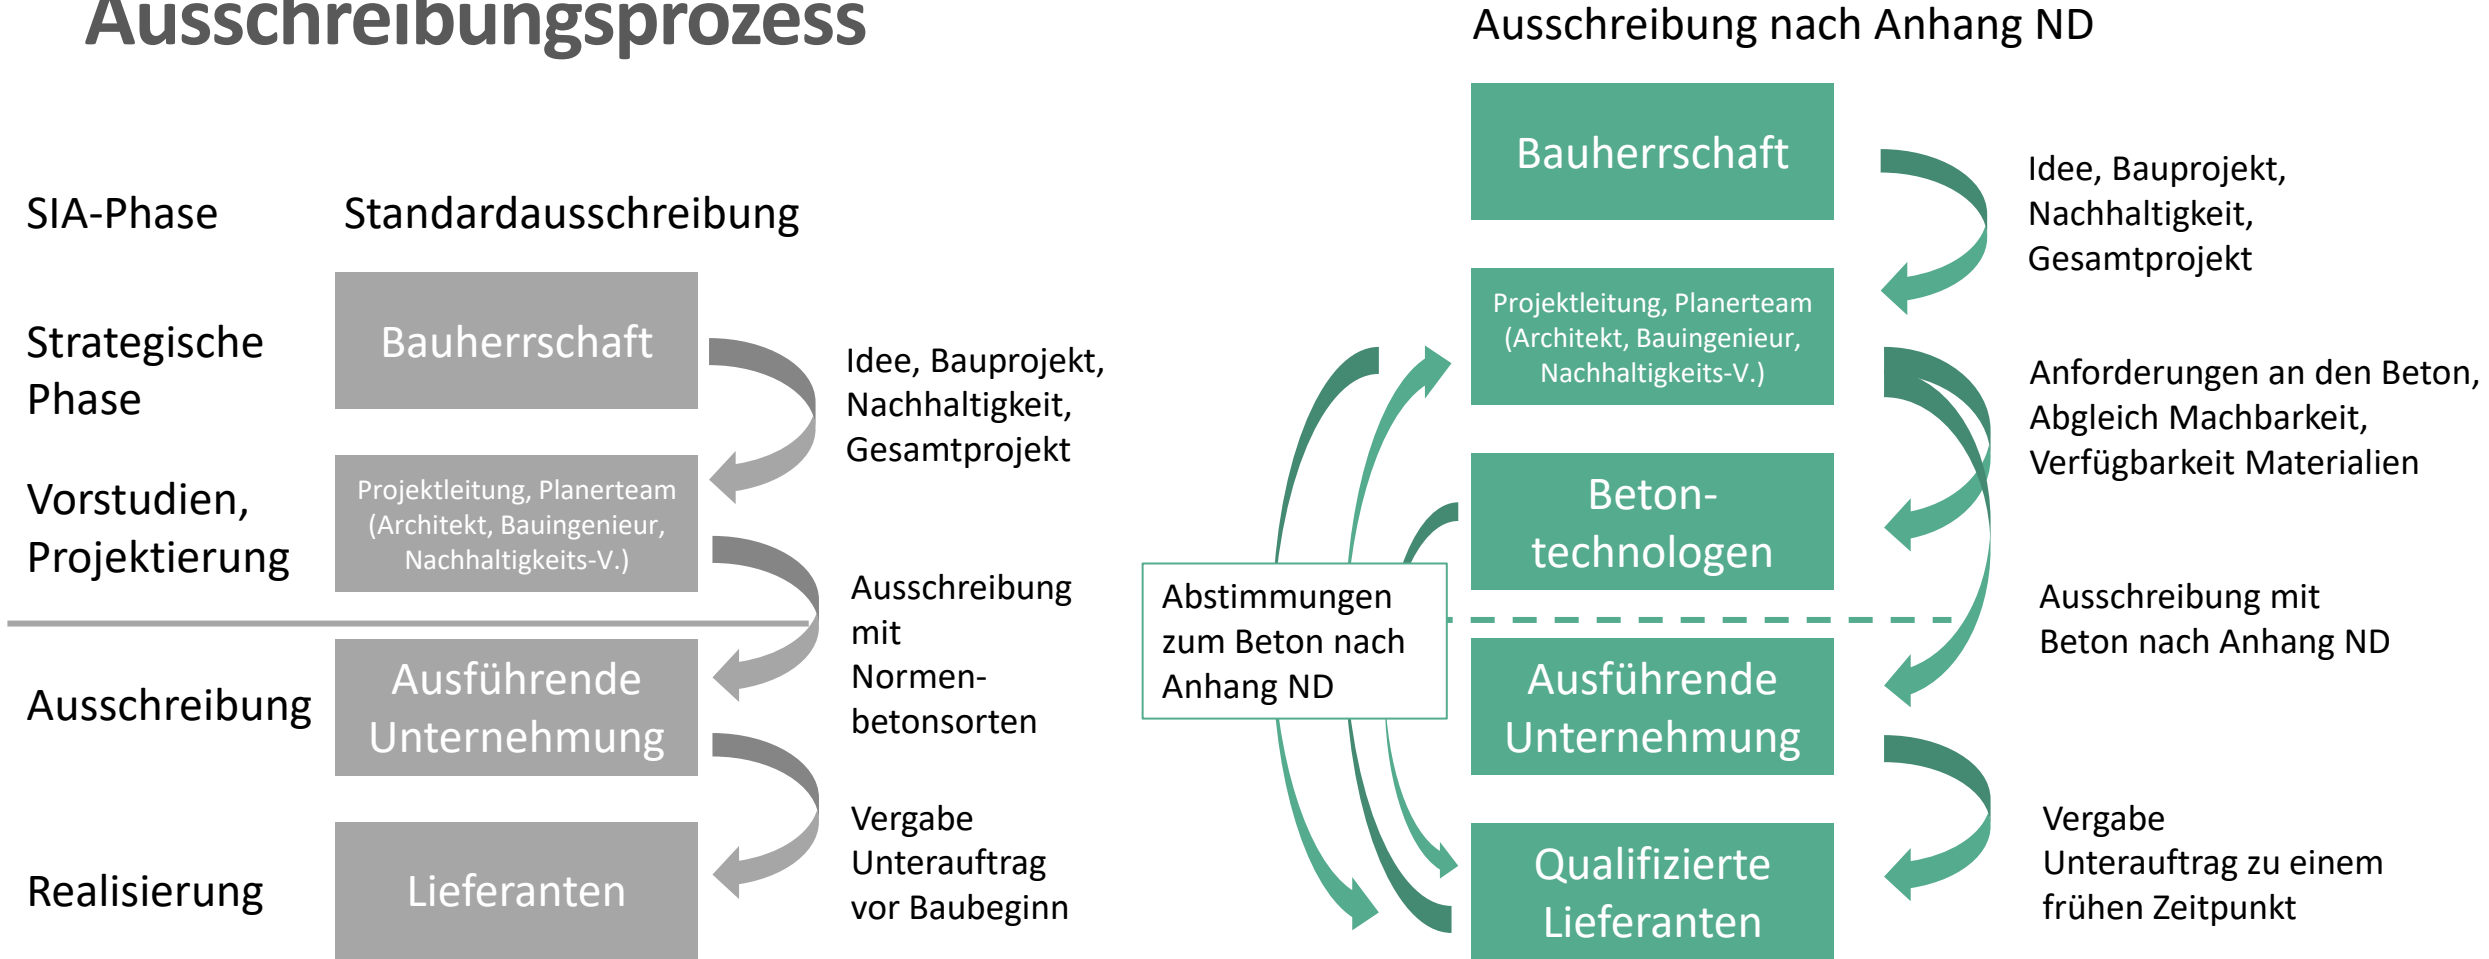 Ausschreibungsprozess
SIA-Phase
Strategische
Phase
Vorstudien,
Projektierung
Ausschreibung
Realisierung
Standardausschreibung
Bauherrschaft
Idee, Bauprojekt,
Nachhaltigkeit,
Gesamtprojekt
Projektleitung, Planerteam
(Architekt, Bauingenieur,
Nachhaltigkeits-V.)
Ausschreibung
mit
Normen-
betonsorten
Ausführende
Unternehmung
Vergabe
Unterauftrag
vor Baubeginn
Lieferanten
Ausschreibung nach Anhang ND
Bauherrschaft
Idee, Bauprojekt,
Nachhaltigkeit,
Gesamtprojekt
Projektleitung, Planerteam
(Architekt, Bauingenieur,
Nachhaltigkeits-V.)
Anforderungen an den Beton,
Abgleich Machbarkeit,
Verfügbarkeit Materialien
Beton-
technologen
Abstimmungen
zum Beton nach
Anhang ND
Ausschreibung mit
Beton nach Anhang ND
Ausführende
Unternehmung
Vergabe
Unterauftrag zu einem
frühen Zeitpunkt
Qualifizierte
Lieferanten